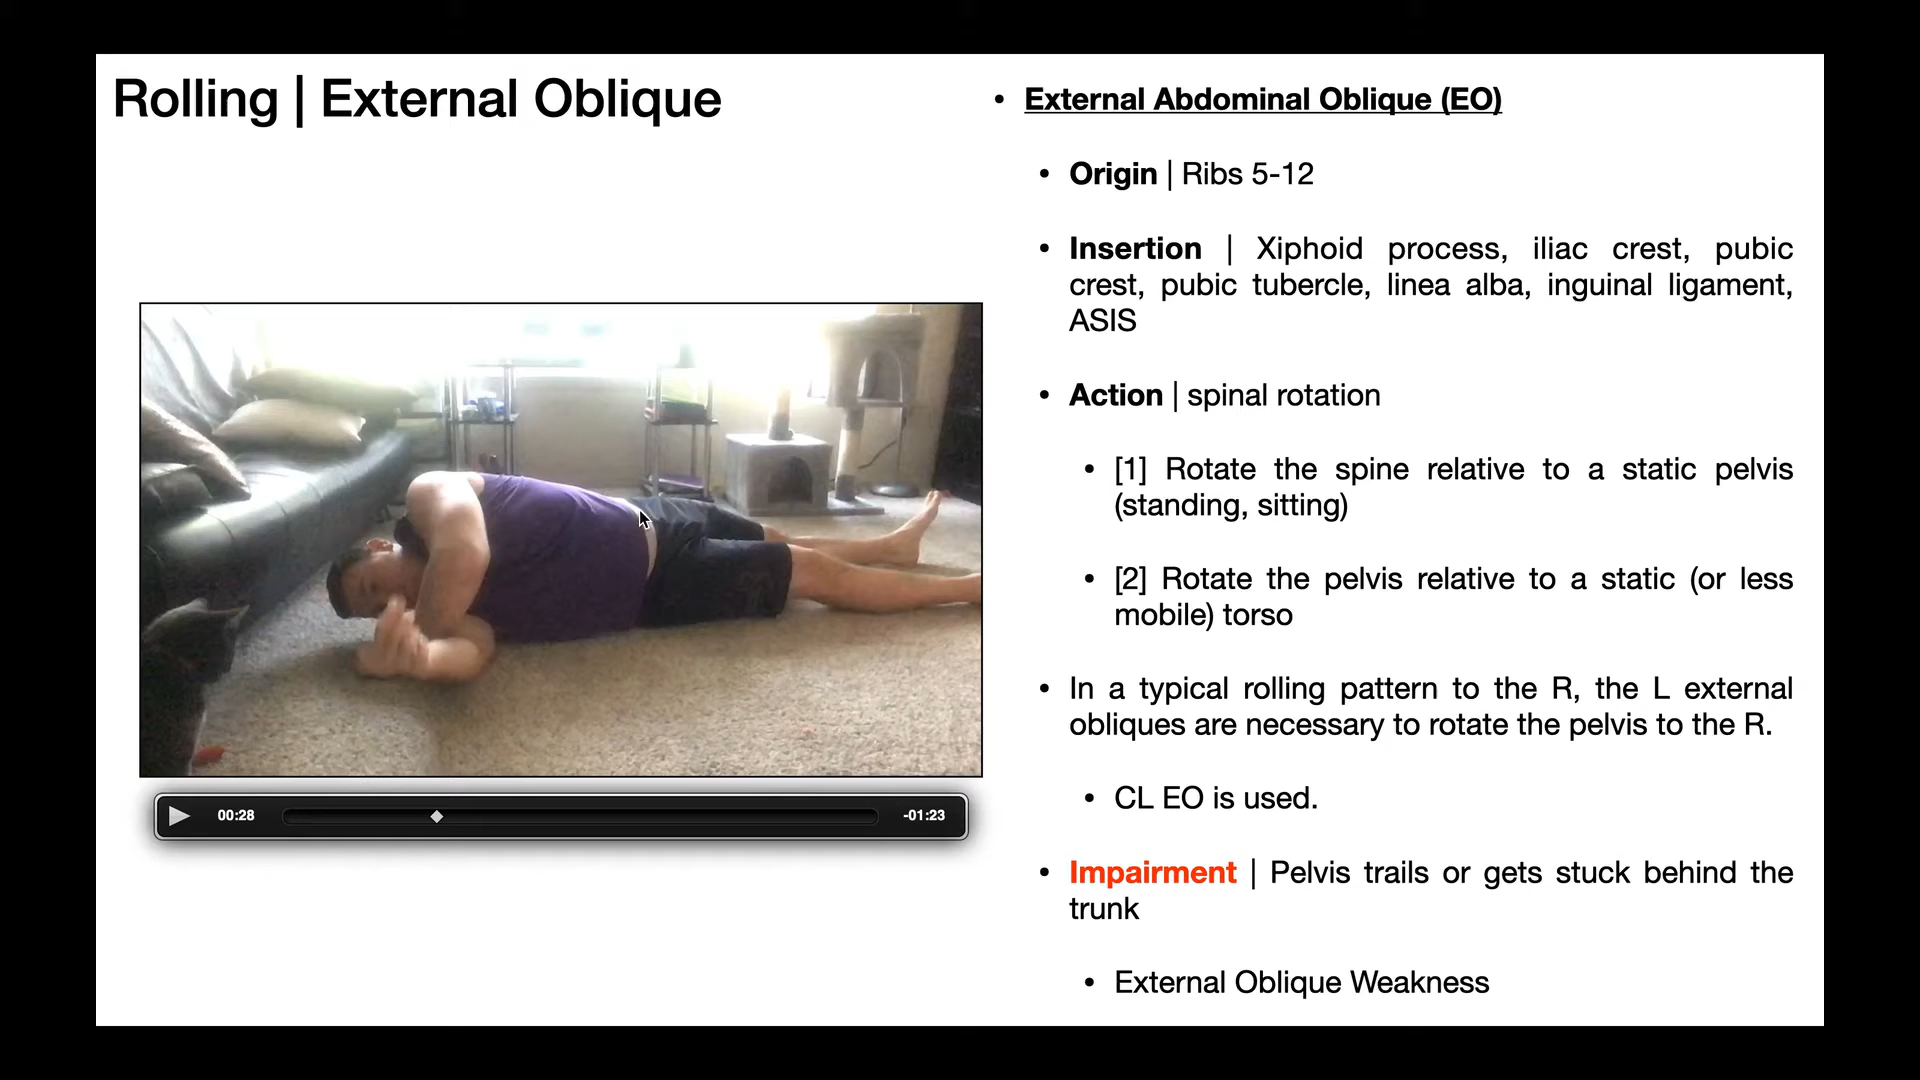 Rolling | External Oblique
• External Abdominal Oblique (EO)
• Origin | Ribs 5-12
• Insertion | Xiphoid process, iliac crest, pubic
crest, pubic tubercle, linea alba, inguinal ligament,
ASIS
• Action | spinal rotation
• [1] Rotate the spine relative to a static pelvis
(standing, sitting)
• [2] Rotate the pelvis relative to a static (or less
mobile) torso
• In a typical rolling pattern to the R, the L external
obliques are necessary to rotate the pelvis to the R.
• CL EO is used.
• Impairment | Pelvis trails or gets stuck behind the
trunk
• External Oblique Weakness
00:28
-01:23